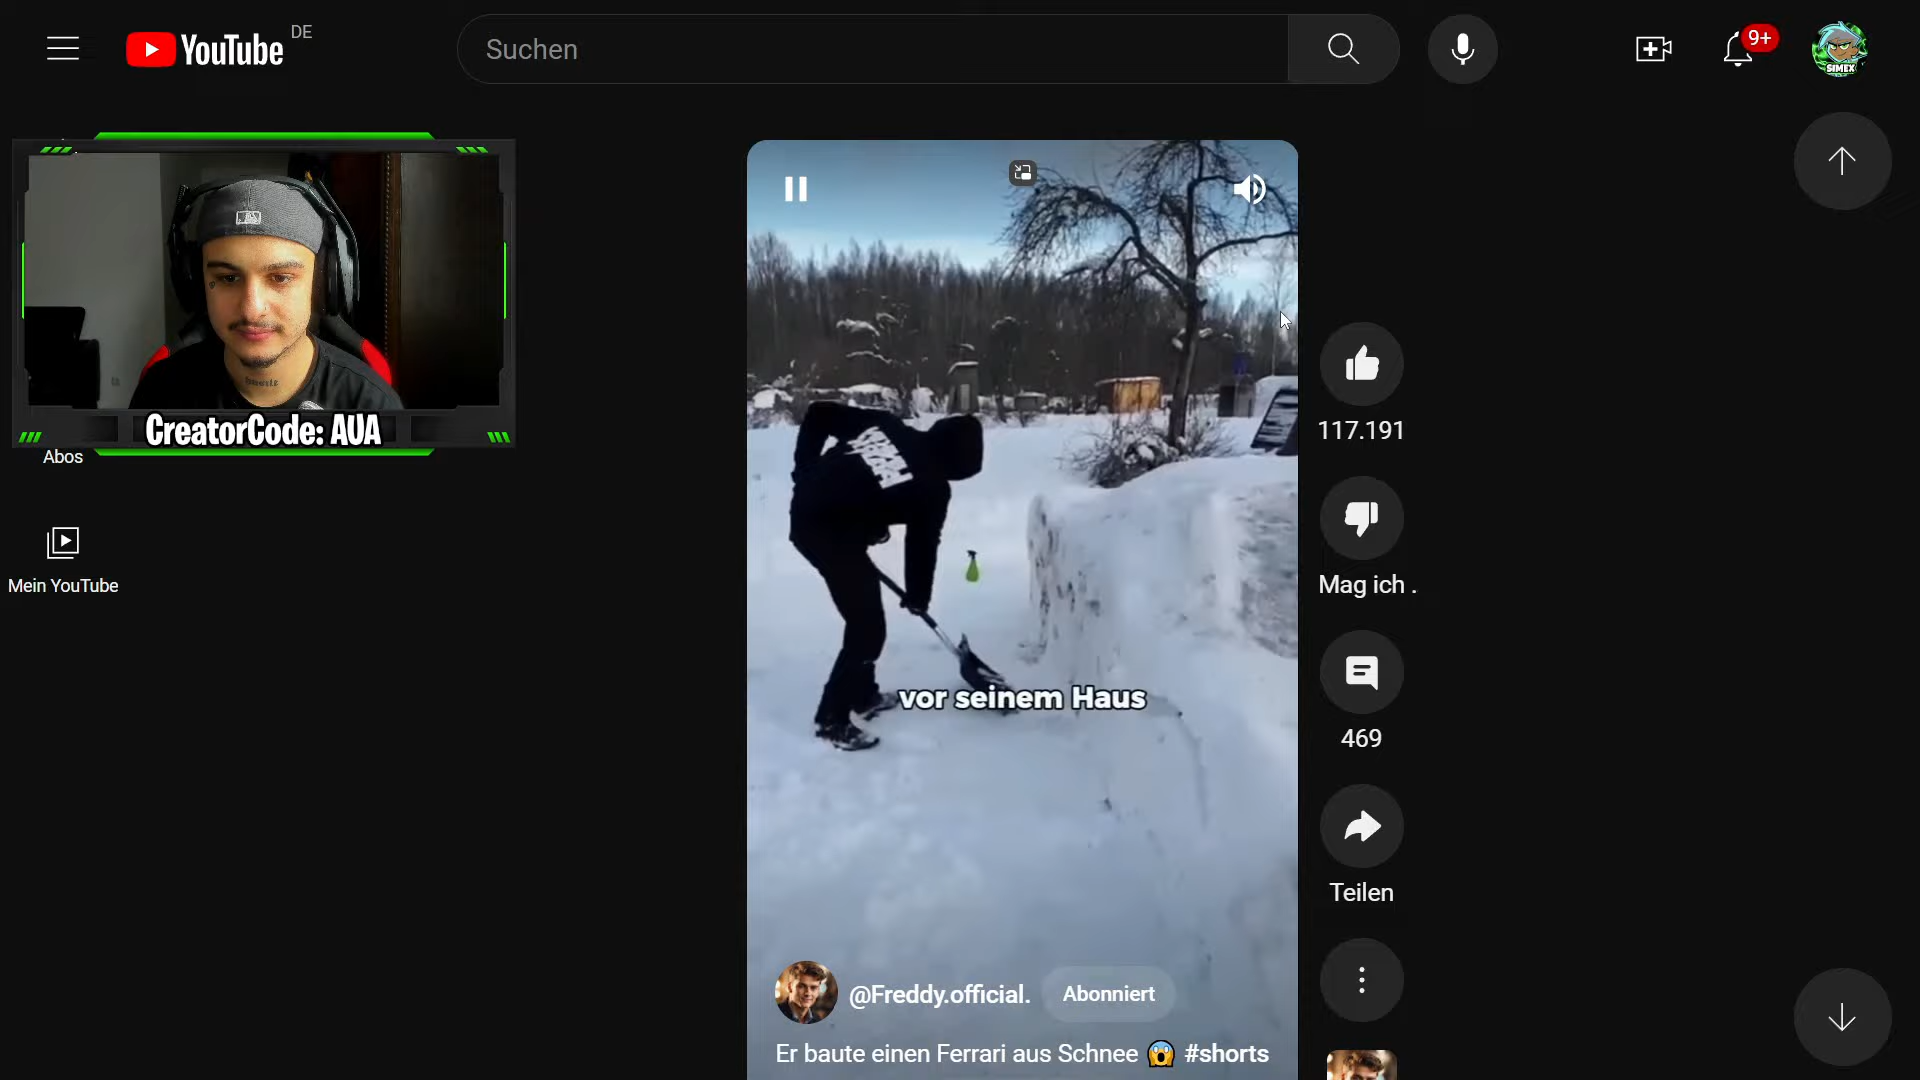 YouTube DE
Suchen
9+
SIMEX
CreatorCode: AUA
Abos
Mein YouTube
117.191
Mag ich .
469
Teilen
vor seinem Haus
@Freddy.official.
Abonniert
Er baute einen Ferrari aus Schnee 😱 #shorts